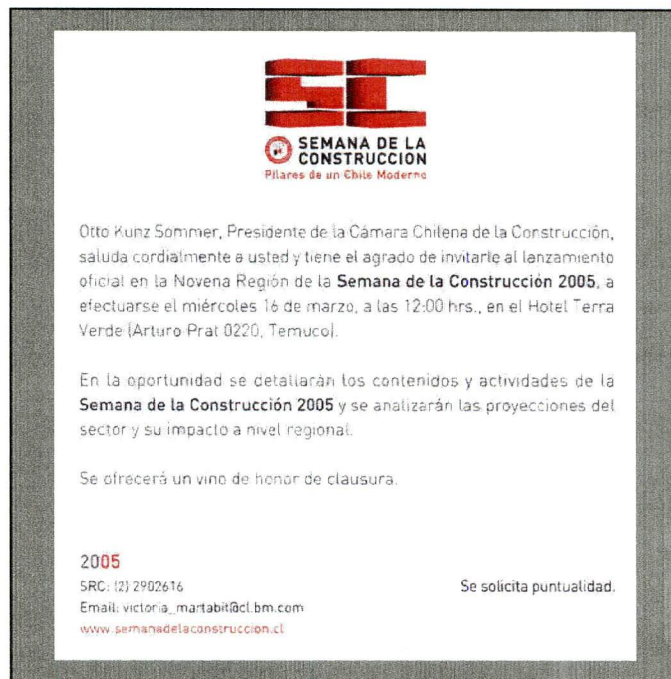 SC
SEMANA DE LA
CONSTRUCCION
Pilares de un Chile Moderno
Otto Kunz Sommer, Presidente de la Cámara Chilena de la Construcción,
saluda cordialmente a usted y tiene el agrado de invitarle al lanzamiento
oficial en la Novena Región de la Semana de la Construcción 2005, a
efectuarse el miércoles 16 de marzo, a las 12:00 hrs., en el Hotel Terra
Verde (Arturo Prat 0220, Temuco).
En la oportunidad se detallarán los contenidos y actividades de la
Semana de la Construcción 2005 y se analizarán las proyecciones del
sector y su impacto a nivel regional.
Se ofrecerá un vino de honor de clausura.
2005
SRC: (2) 2902616
Se solicita puntualidad.
Email: victoria_martabit@cl.bm.com
www.semanadelaconstruccion.cl